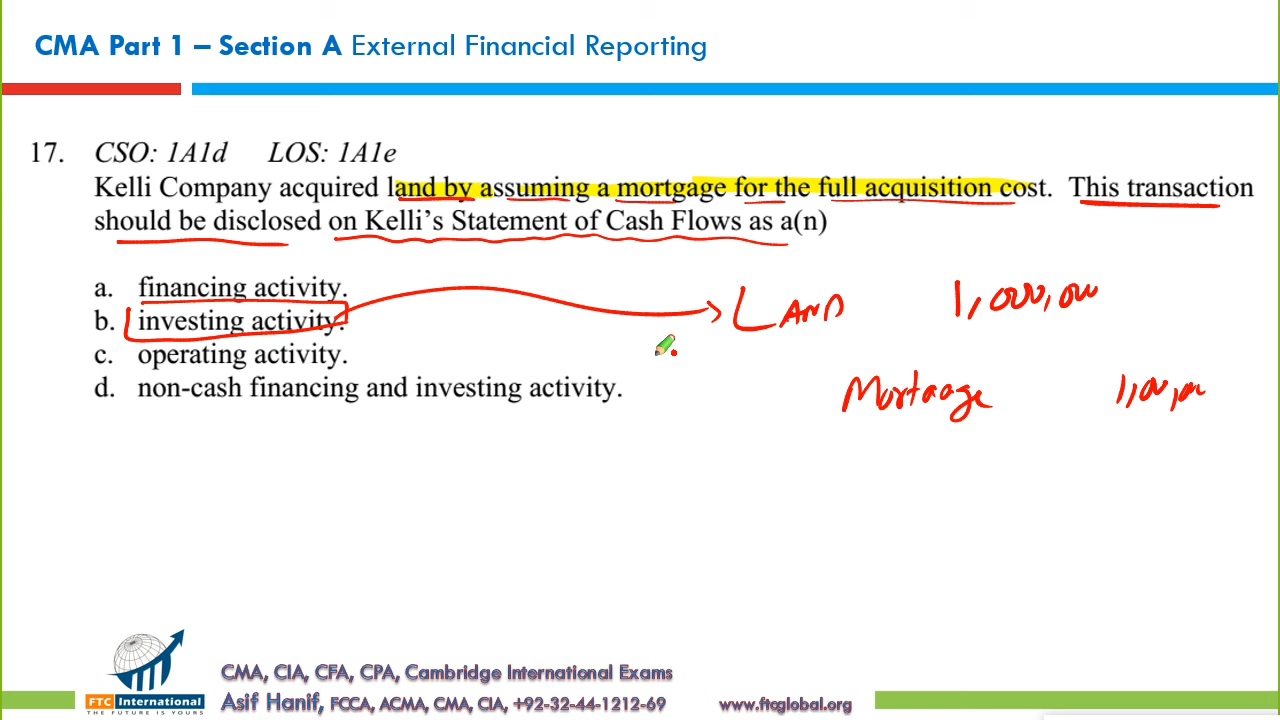 CMA Part 1 – Section A External Financial Reporting
17. CSO: 1A1d LOS: 1A1e
Kelli Company acquired land by assuming a mortgage for the full acquisition cost. This transaction
should be disclosed on Kelli's Statement of Cash Flows as a(n)
a. financing activity.
b. investing activity.
c. operating activity.
d. non-cash financing and investing activity.
LAND 1,000,000
Mortgage
FTC International
THE FUTURE IS YOURS
CMA, CIA, CFA, CPA, Cambridge International Exams
Asif Hanif, FCCA, ACMA, CMA, CIA, +92-32-44-1212-69 www.ftcglobal.org